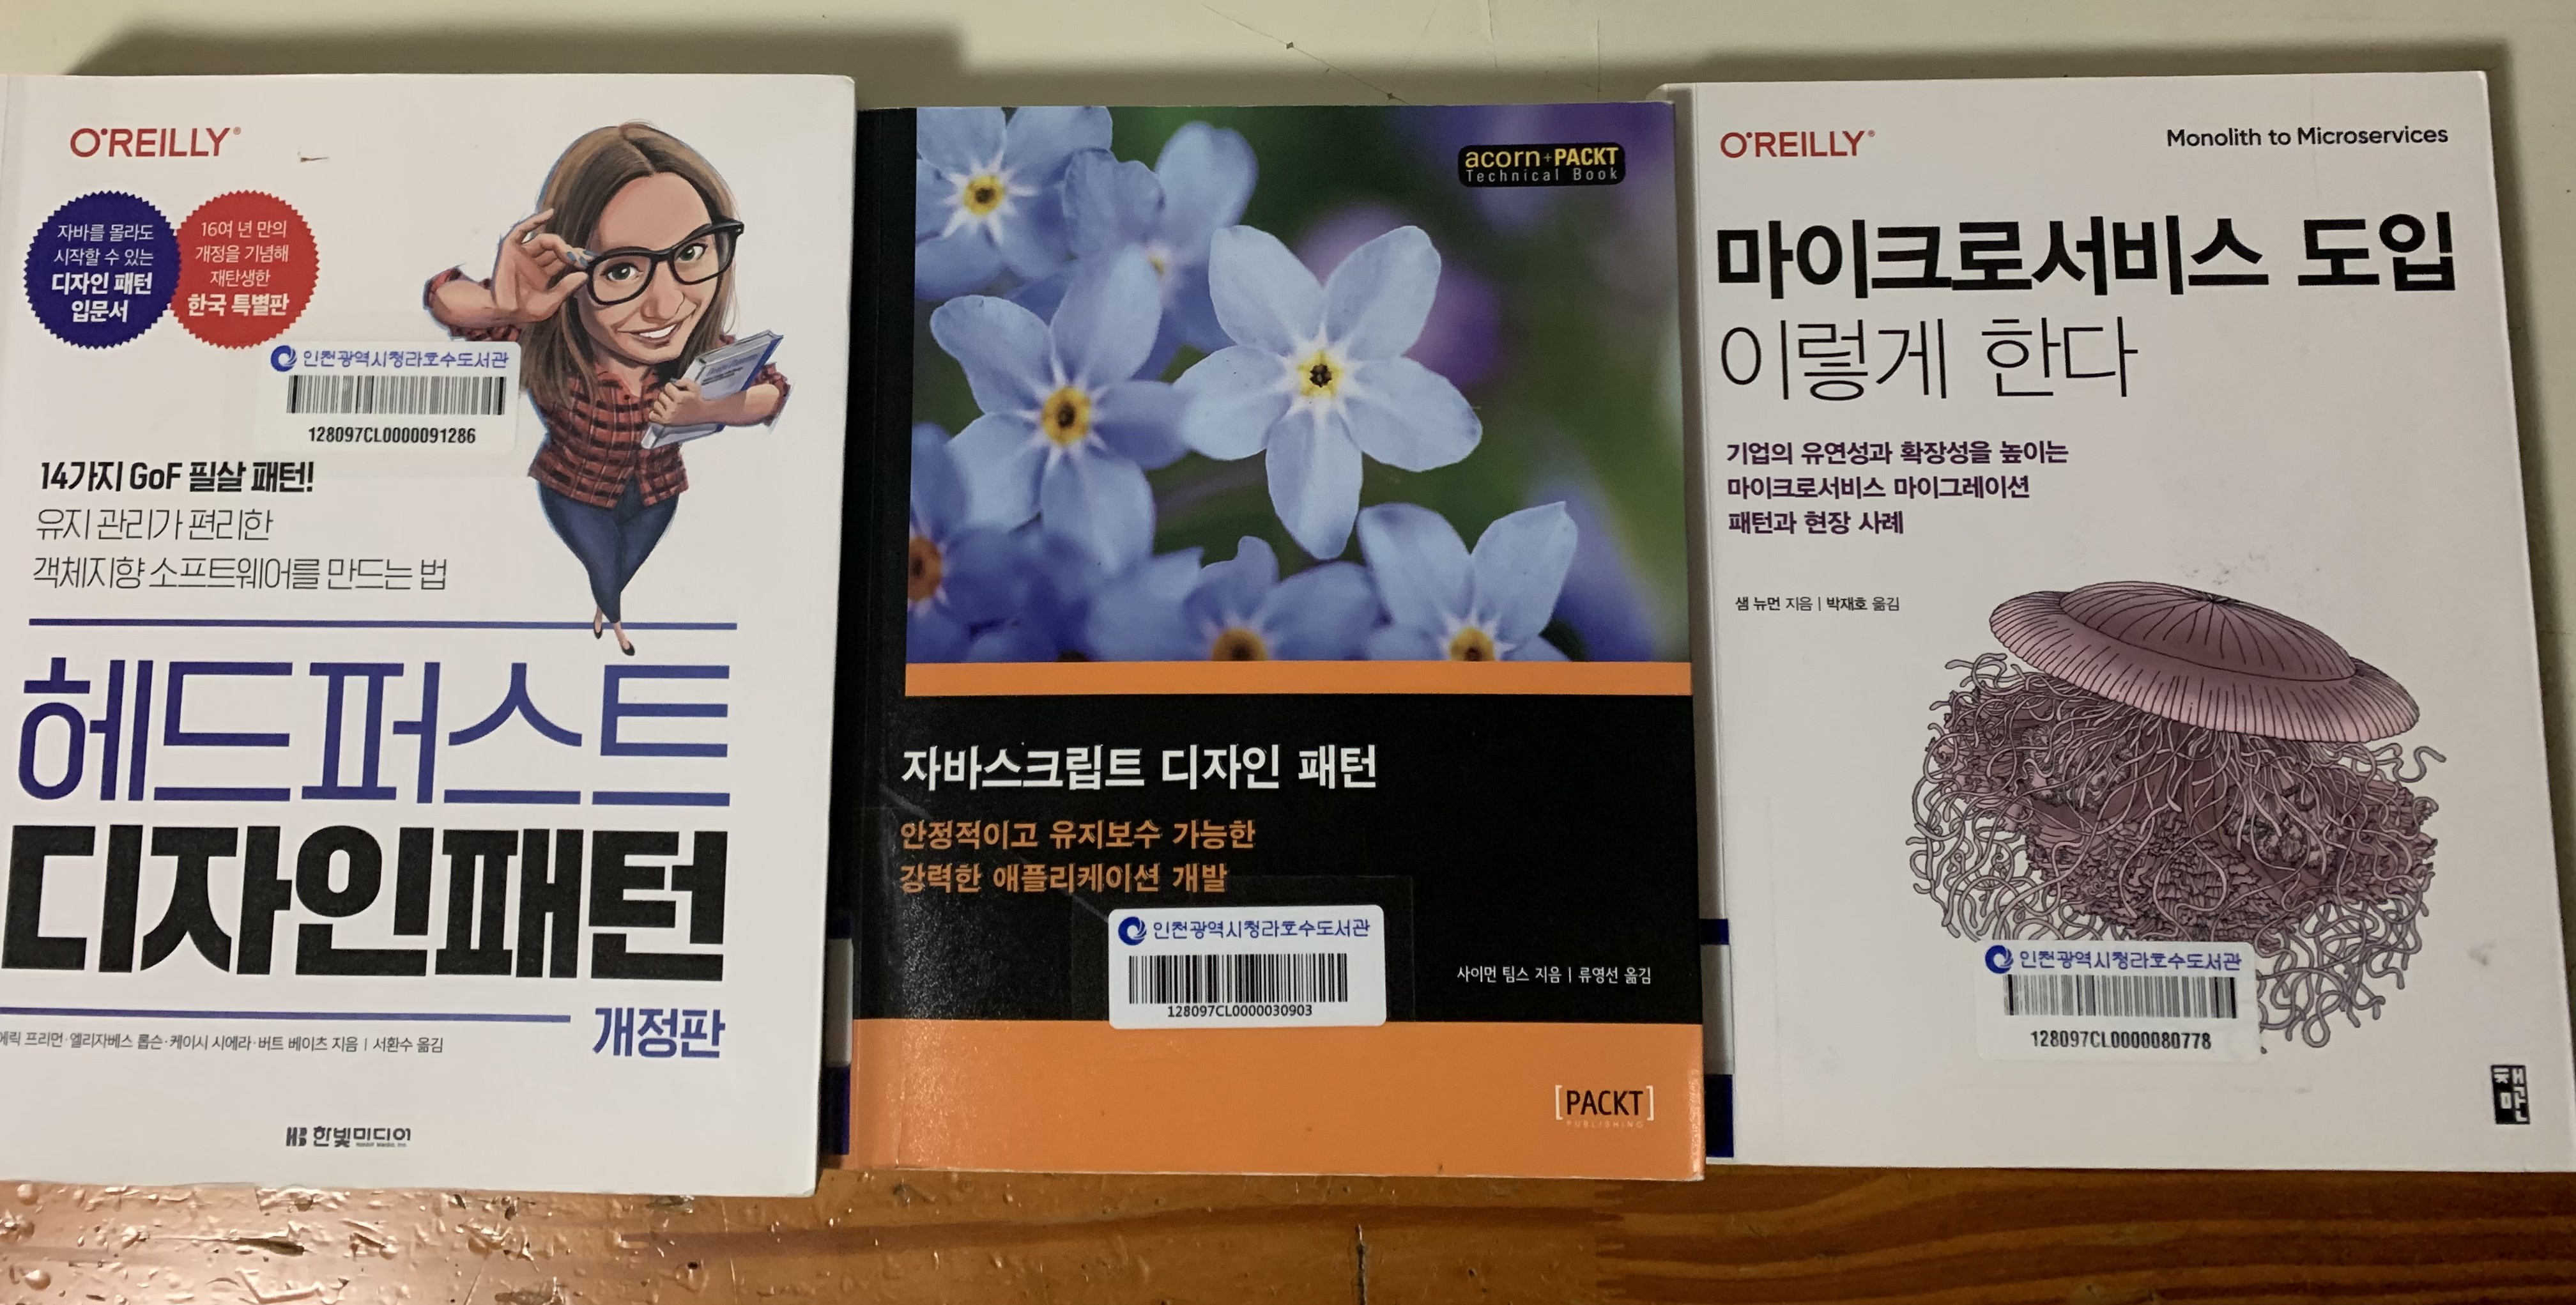 O'REILLY®
자바를 몰라도
시작할 수 있는
디자인 패턴
입문서
16여 년 만의
개정을 기념해
재탄생한
한국 특별판
인천광역시청라호수도서관
128097CL0000091286
14가지 GoF 필살 패턴!
유지 관리가 편리한
객체지향 소프트웨어를 만드는 법
헤드퍼스트
디자인패턴
개정판
에릭 프리먼·엘리자베스 롭슨·케이시 시에라·버트 베이츠 지음 | 서환수 옮김
한빛미디어
acorn+PACKT
Technical Book
자바스크립트 디자인 패턴
안정적이고 유지보수 가능한
강력한 애플리케이션 개발
인천광역시청라호수도서관
128097CL0000030903
사이먼 팀스 지음 | 류영선 옮김
[PACKT]
PUBLISHING
O'REILLY®
Monolith to Microservices
마이크로서비스 도입
이렇게 한다
기업의 유연성과 확장성을 높이는
마이크로서비스 마이그레이션
패턴과 현장 사례
샘 뉴먼 지음 | 박재호 옮김
인천광역시청라호수도서관
128097CL0000080778
책만